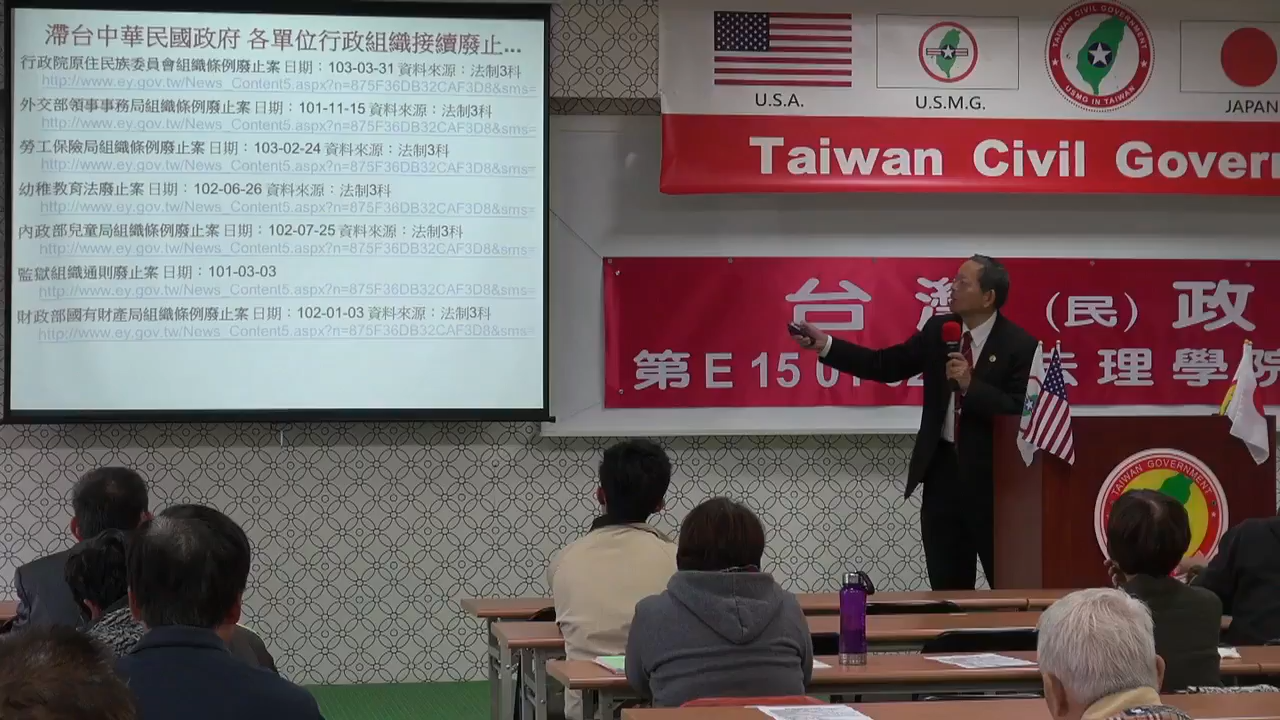 滯台中華民國政府 各單位行政組織接續廢止...
行政院原住民族委員會組織條例廢止案 日期：103-03-31 資料來源：法制3科
http://www.ey.gov.tw/News_Content5.aspx?n=875F36DB32CAF3D8&sms=
外交部領事事務局組織條例廢止案 日期：101-11-15 資料來源：法制3科
http://www.ey.gov.tw/News_Content5.aspx?n=875F36DB32CAF3D8&sms=
勞工保險局組織條例廢止案 日期：103-02-24 資料來源：法制3科
http://www.ey.gov.tw/News_Content5.aspx?n=875F36DB32CAF3D8&sms=
幼稚教育法廢止案 日期：102-06-26 資料來源：法制3科
http://www.ey.gov.tw/News_Content5.aspx?n=875F36DB32CAF3D8&sms=
內政部兒童局組織條例廢止案 日期：102-07-25 資料來源：法制3科
http://www.ey.gov.tw/News_Content5.aspx?n=875F36DB32CAF3D8&sms=
監獄組織通則廢止案 日期：101-03-03
http://www.ey.gov.tw/News_Content5.aspx?n=875F36DB32CAF3D8&sms=
財政部國有財產局組織條例廢止案 日期：102-01-03 資料來源：法制3科
http://www.ey.gov.tw/News_Content5.aspx?n=875F36DB32CAF3D8&sms=
U.S.A.
U.S.M.G.
TAIWAN CIVIL GOVERNMENT
USMG IN TAIWAN
JAPAN
Taiwan Civil Govern
台灣（民）政
第E15 理學院
TAIWAN GOVERNMENT